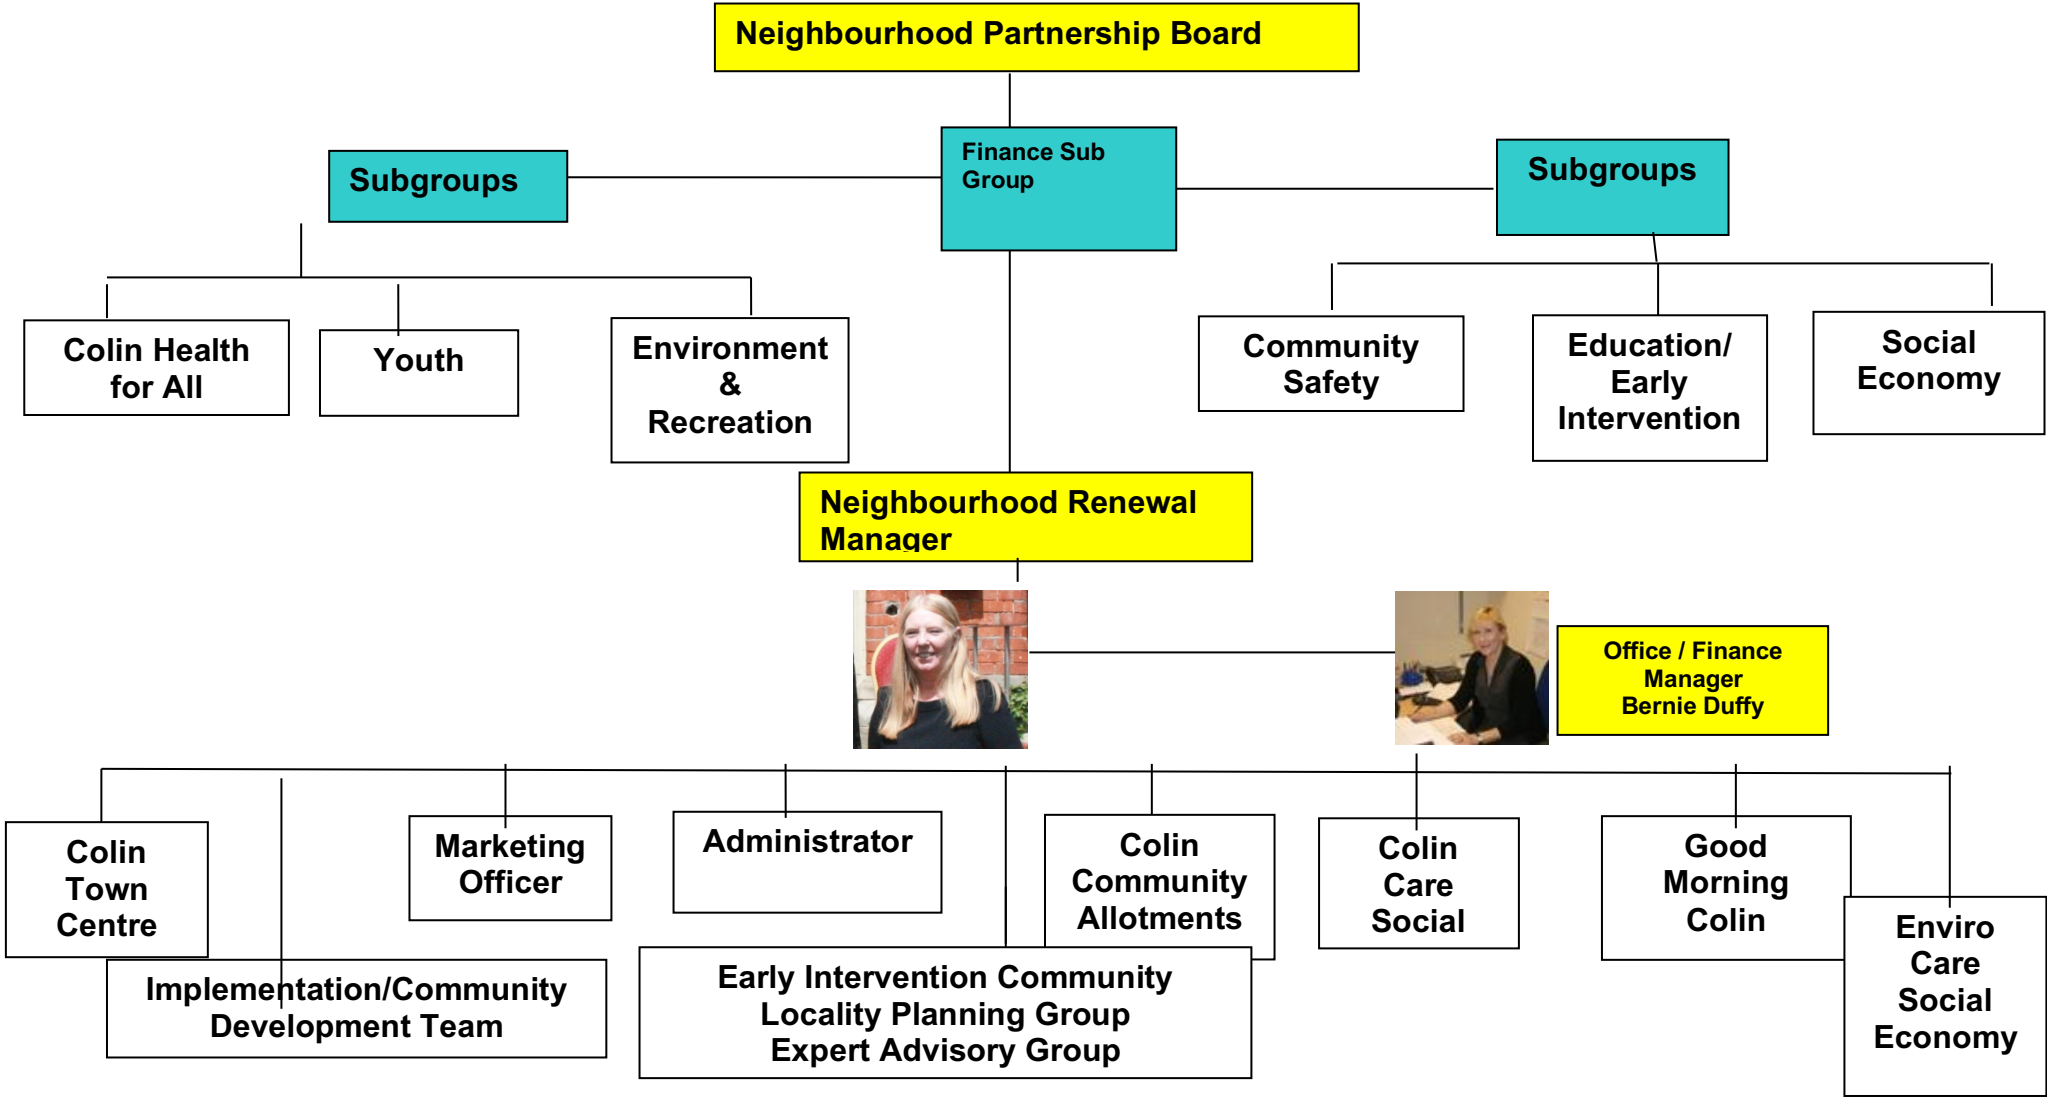 Neighbourhood Partnership Board
Finance Sub
Group
Subgroups
Subgroups
Colin Health
for All
Youth
Environment
&
Recreation
Community
Safety
Education/
Early
Intervention
Social
Economy
Neighbourhood Renewal
Manager
Office / Finance
Manager
Bernie Duffy
Colin
Town
Centre
Marketing
Officer
Administrator
Colin
Community
Allotments
Colin
Care
Social
Good
Morning
Colin
Enviro
Care
Social
Economy
Implementation/Community
Development Team
Early Intervention Community
Locality Planning Group
Expert Advisory Group